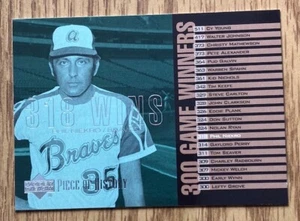 318 WINS
a
Braves
35
PIECE OF HISTORY
300 GAME WINNERS
511 CY YOUNG
417 WALTER JOHNSON
373 CHRISTY MATHEWSON
373 PETE ALEXANDER
364 PUD GALVIN
363 WARREN SPAHN
361 KID NICHOLS
342 TIM KEEFE
329 STEVE CARLTON
328 JOHN CLARKSON
326 EDDIE PLANK
324 DON SUTTON
324 NOLAN RYAN
PHIL NIEKRO
314 GAYLORD PERRY
311 TOM SEAVER
309 CHARLEY RADBOURN
307 MICKEY WELCH
300 EARLY WINN
300 LEFTY GROVE